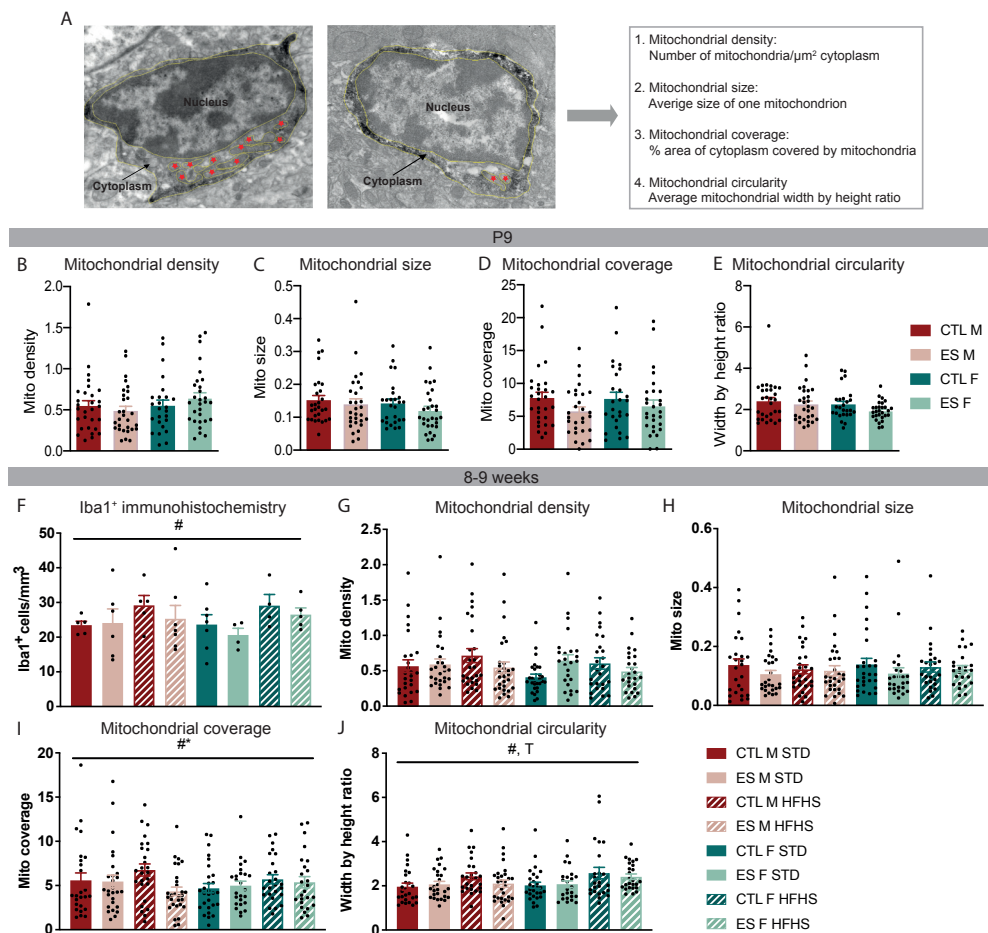 A
Nucleus
Cytoplasm
Nucleus
Cytoplasm
1. Mitochondrial density:
Number of mitochondria/µm² cytoplasm
2. Mitochondrial size:
Averige size of one mitochondrion
3. Mitochondrial coverage:
% area of cytoplasm covered by mitochondria
4. Mitochondrial circularity
Average mitochondrial width by height ratio
P9
B Mitochondrial density
Mito density
2.0
1.5
1.0
0.5
0.0
C Mitochondrial size
Mito size
0.5
0.4
0.3
0.2
0.1
0.0
D Mitochondrial coverage
Mito coverage
25
20
15
10
5
0
E Mitochondrial circularity
Width by height ratio
8
6
4
2
0
CTL M
ES M
CTL F
ES F
8-9 weeks
F Iba1⁺ immunohistochemistry
#
Iba1⁺ cells/mm³
50
40
30
20
10
0
G Mitochondrial density
Mito density
2.5
2.0
1.5
1.0
0.5
0.0
H Mitochondrial size
Mito size
0.6
0.4
0.2
0.0
I Mitochondrial coverage
#*
Mito coverage
20
15
10
5
0
J Mitochondrial circularity
#, T
Width by height ratio
8
6
4
2
0
CTL M STD
ES M STD
CTL M HFHS
ES M HFHS
CTL F STD
ES F STD
CTL F HFHS
ES F HFHS